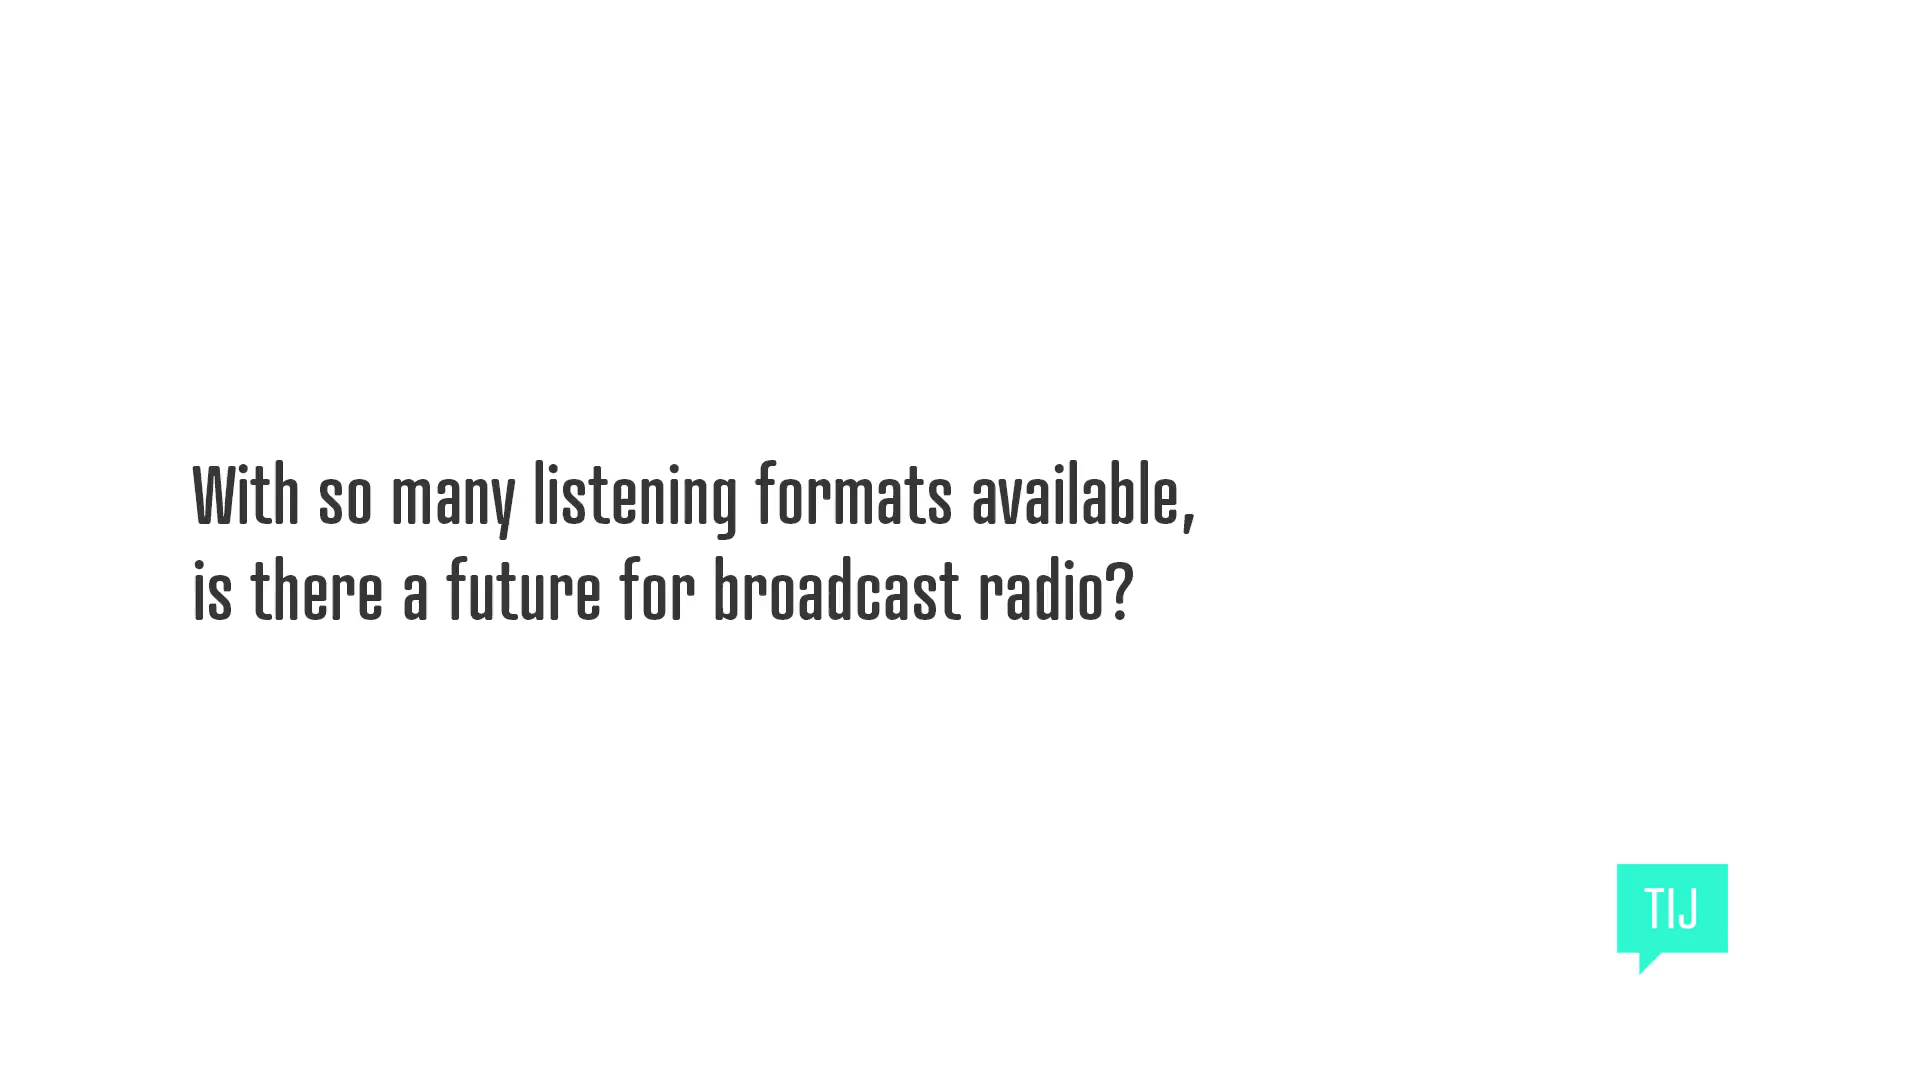 With so many listening formats available,
is there a future for broadcast radio?
TIJ